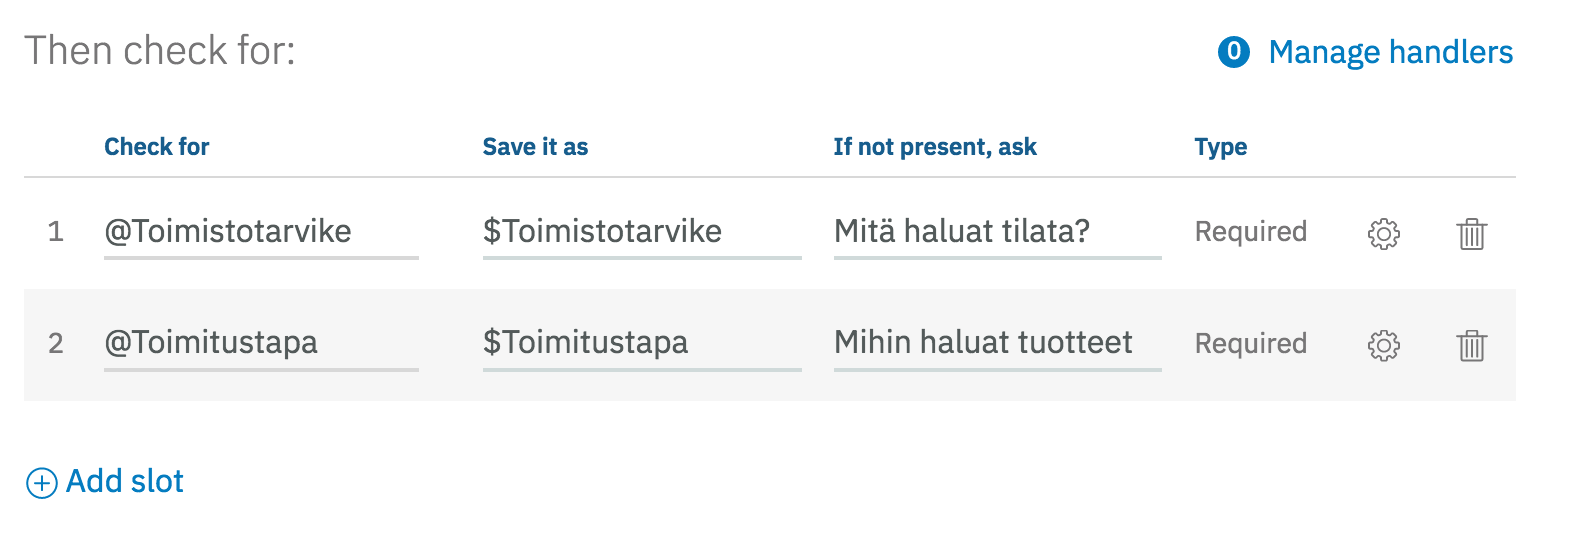 Then check for:
0 Manage handlers
Check for Save it as If not present, ask Type
1 @Toimistotarvike $Toimistotarvike Mitä haluat tilata? Required
2 @Toimitustapa $Toimitustapa Mihin haluat tuotteet Required
Add slot